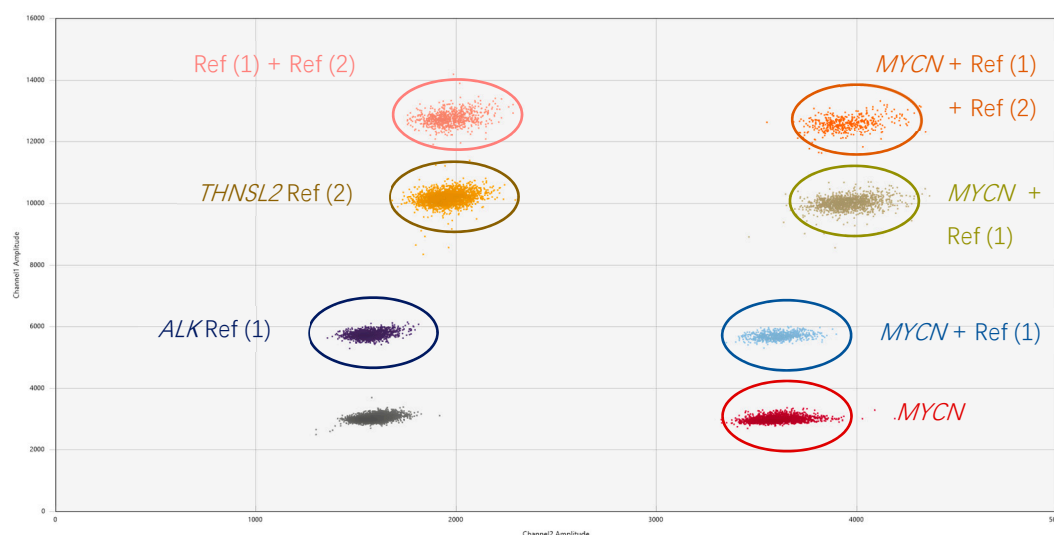 16000
14000
12000
10000
8000
6000
4000
2000
0
Channel1 Amplitude
Ref (1) + Ref (2)
MYCN + Ref (1)
+ Ref (2)
THNSL2 Ref (2)
MYCN +
Ref (1)
ALK Ref (1)
MYCN + Ref (1)
MYCN
0
1000
2000
3000
4000
Channel2 Amplitude